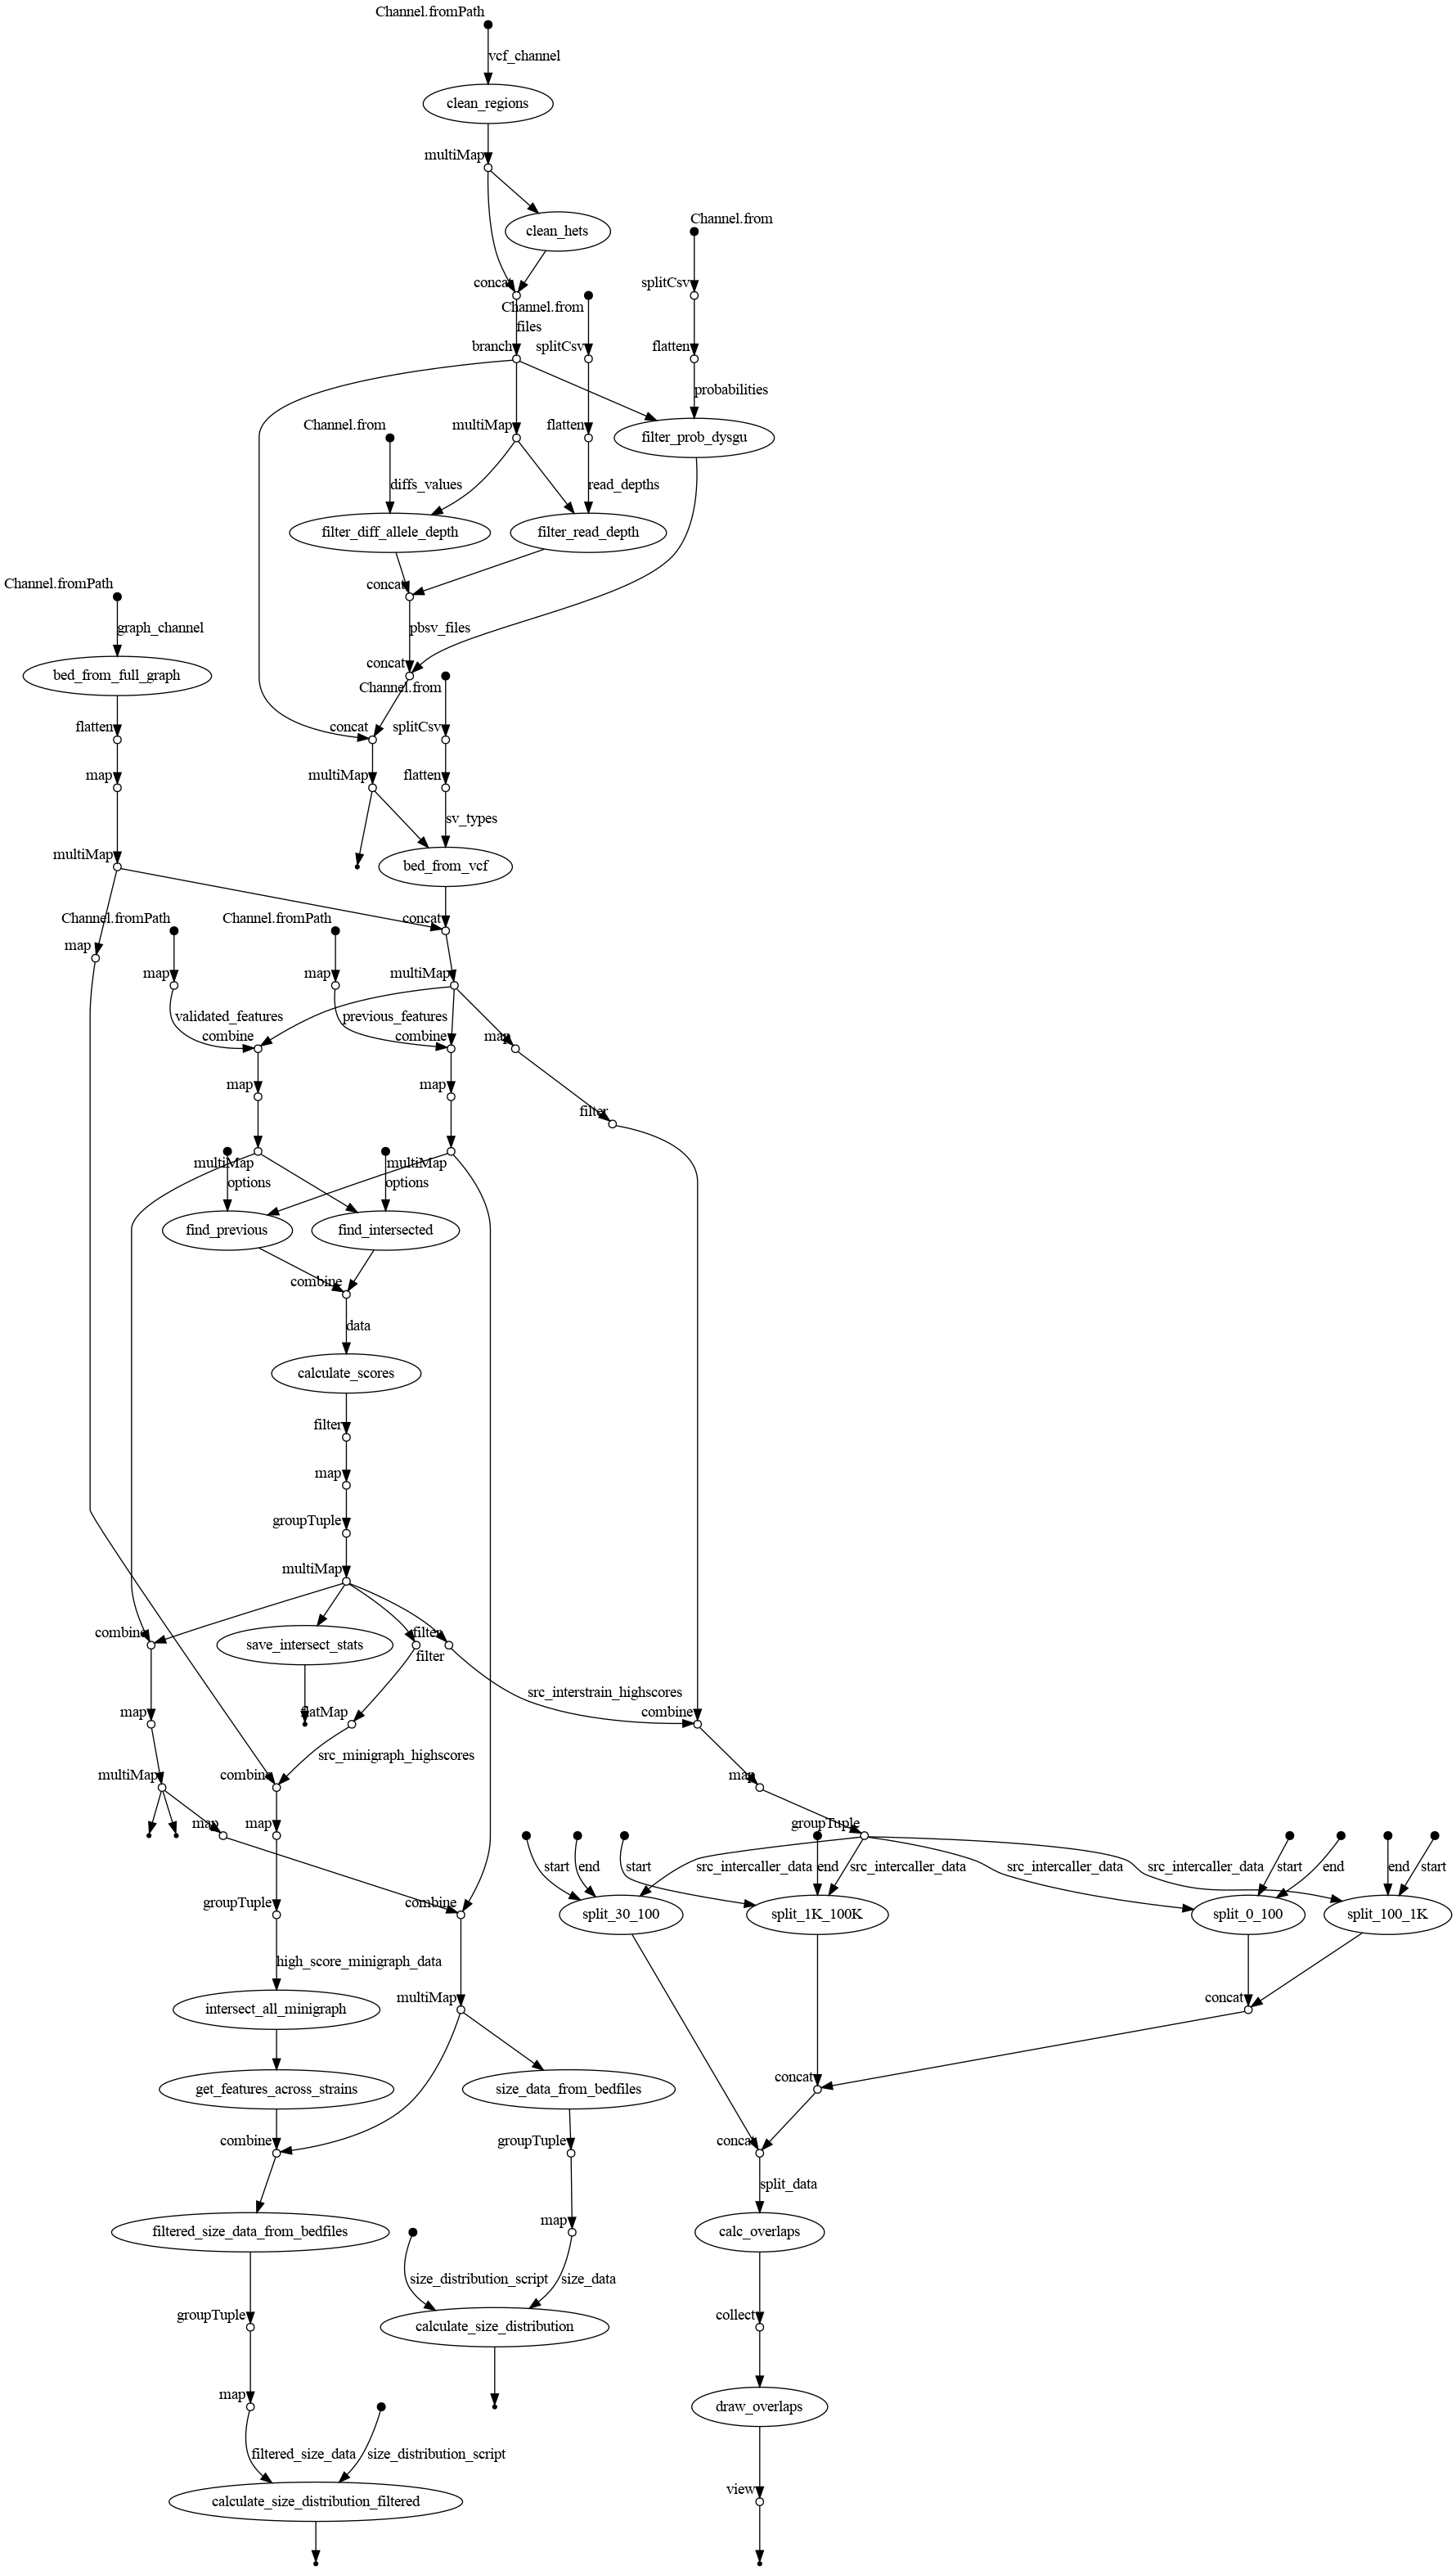 Channel.fromPath
vcf_channel
clean_regions
multiMap
Channel.from
clean_hets
concat
splitCsv
Channel.from
files
branch
splitCsv
flatten
probabilities
Channel.from
multiMap
flatten
filter_prob_dysgu
diffs_values
read_depths
filter_diff_allele_depth
filter_read_depth
Channel.fromPath
concat
graph_channel
pbsv_files
concat
bed_from_full_graph
Channel.from
flatten
concat
splitCsv
map
multiMap
flatten
sv_types
multiMap
bed_from_vcf
Channel.fromPath
Channel.fromPath
concat
map
map
map
multiMap
validated_features
previous_features
combine
combine
map
map
map
filter
multiMap
multiMap
options
options
find_previous
find_intersected
combine
data
calculate_scores
filter
map
groupTuple
multiMap
combine
save_intersect_stats
filter
filter
src_interstrain_highscores
map
flatMap
combine
src_minigraph_highscores
multiMap
combine
map
map
map
groupTuple
start
end
start
src_intercaller_data
end
src_intercaller_data
src_intercaller_data
src_intercaller_data
start
end
end
start
groupTuple
combine
split_30_100
split_1K_100K
split_0_100
split_100_1K
high_score_minigraph_data
intersect_all_minigraph
multiMap
concat
get_features_across_strains
size_data_from_bedfiles
concat
combine
groupTuple
concat
split_data
filtered_size_data_from_bedfiles
map
calc_overlaps
size_distribution_script
size_data
groupTuple
calculate_size_distribution
collect
map
draw_overlaps
filtered_size_data
size_distribution_script
view
calculate_size_distribution_filtered